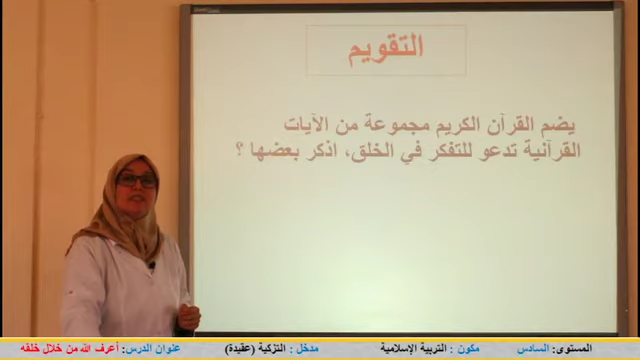 التقويم
يضم القرآن الكريم مجموعة من الآيات
القرآنية تدعو للتفكر في الخلق، اذكر بعضها ؟
المستوى: السادس مكون : التربية الإسلامية مدخل : التزكية (عقيدة) عنوان الدرس: أعرف الله من خلال خلقه